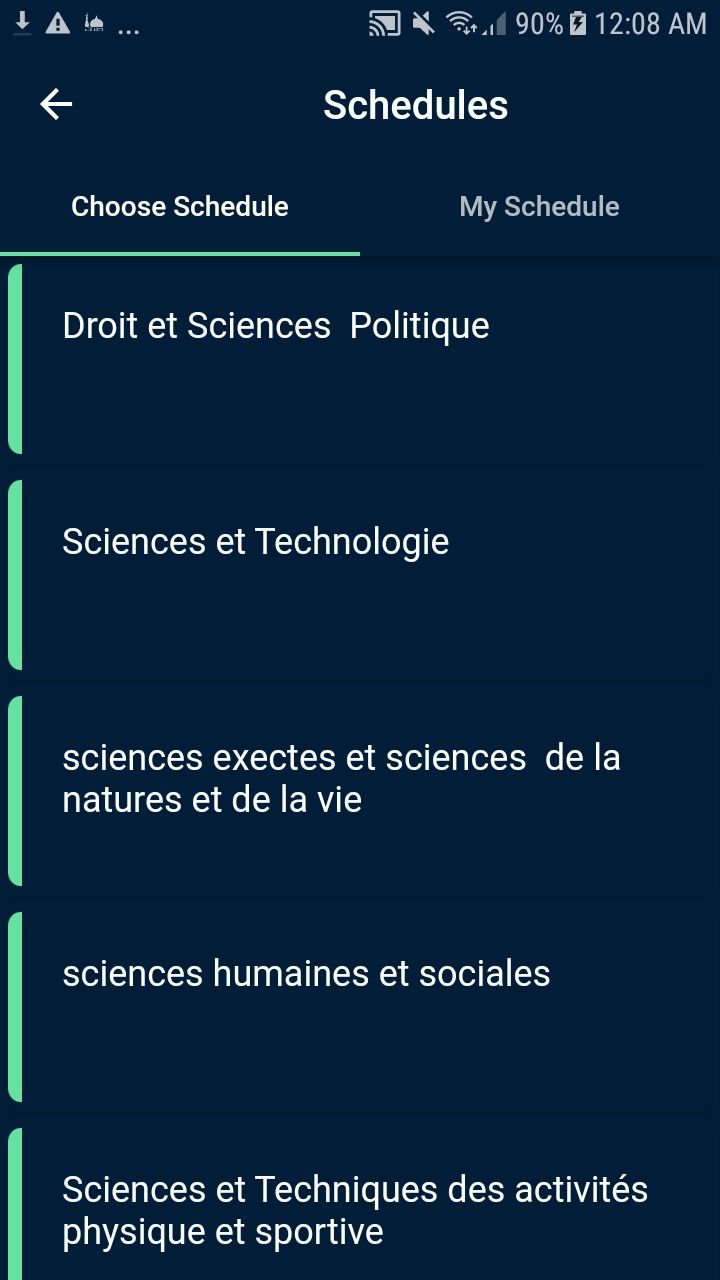 ... 90% 12:08 AM
Schedules
Choose Schedule My Schedule
Droit et Sciences  Politique
Sciences et Technologie
sciences exectes et sciences  de la
natures et de la vie
sciences humaines et sociales
Sciences et Techniques des activités
physique et sportive